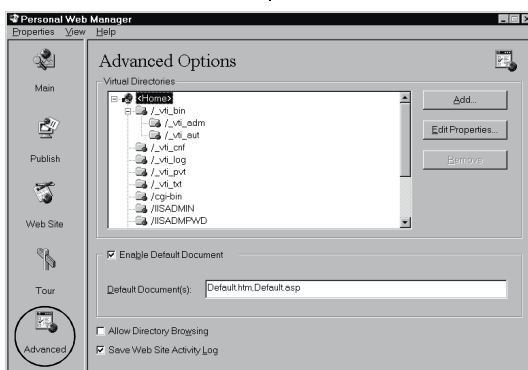 Personal Web Manager
Properties View Help
Main
Publish
Web Site
Tour
Advanced
Advanced Options
Virtual Directories
<Home>
/_vti_bin
/_vti_adm
/_vti_aut
/_vti_cnf
/_vti_log
/_vti_pvt
/_vti_txt
/cgi-bin
/IISADMIN
/IISADMPWD
Add...
Edit Properties...
Remove
Enable Default Document
Default Document(s): Default.htm,Default.asp
Allow Directory Browsing
Save Web Site Activity Log